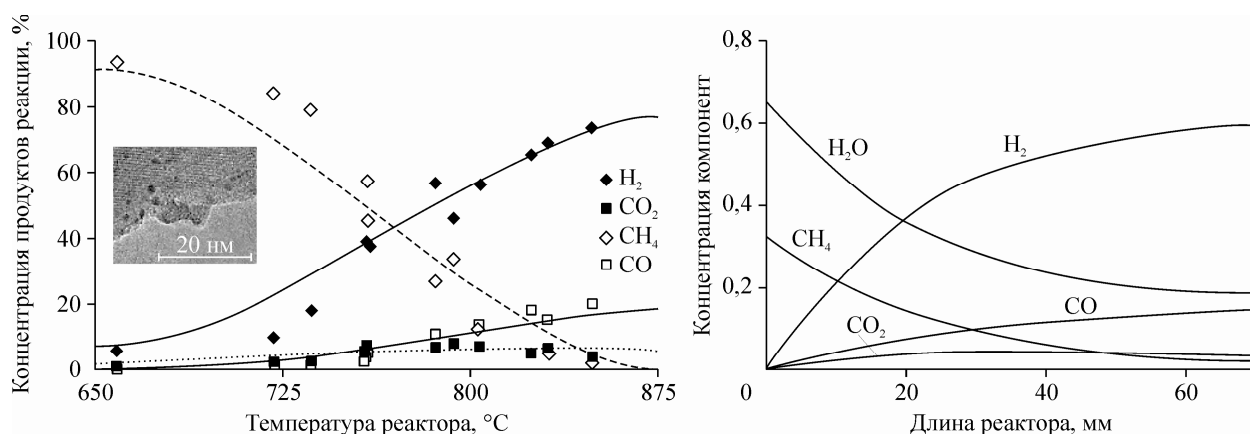 Концентрация продуктов реакции, %
100
80
60
40
20
0
650
725
800
875
Температура реактора, °C
20 нм
H₂
CO₂
CH₄
CO
Концентрация компонент
0,8
0,6
0,4
0,2
0
20
40
60
Длина реактора, мм
H₂O
H₂
CH₄
CO
CO₂